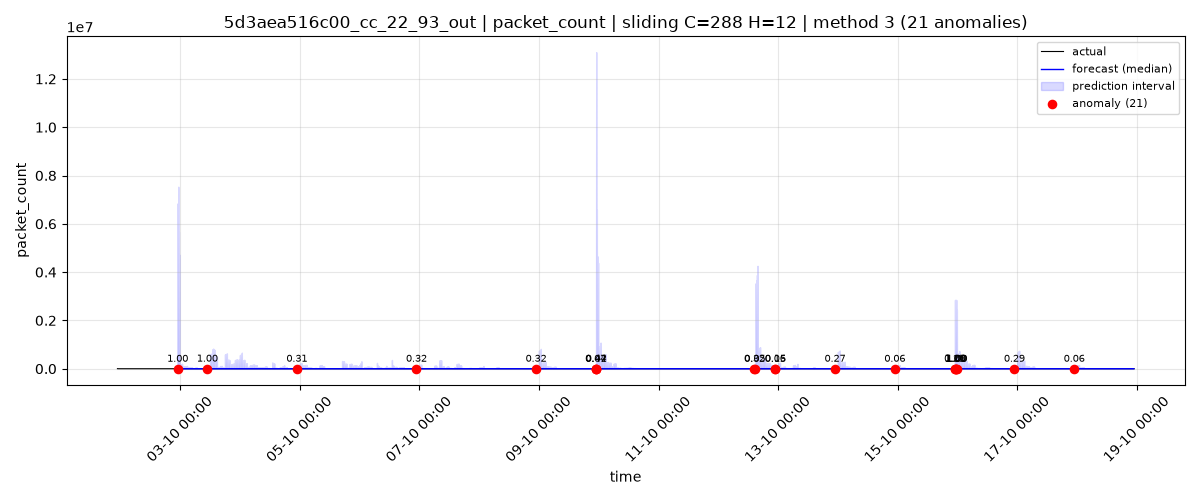 5d3aea516c00_cc_22_93_out | packet_count | sliding C=288 H=12 | method 3 (21 anomalies)
1e7
actual
forecast (median)
prediction interval
anomaly (21)
packet_count
1.2
1.0
0.8
0.6
0.4
0.2
0.0
1.00 1.00 0.31 0.32 0.32 0.27 0.06 0.29 0.06
03-10 00:00 05-10 00:00 07-10 00:00 09-10 00:00 11-10 00:00 13-10 00:00 15-10 00:00 17-10 00:00 19-10 00:00
time